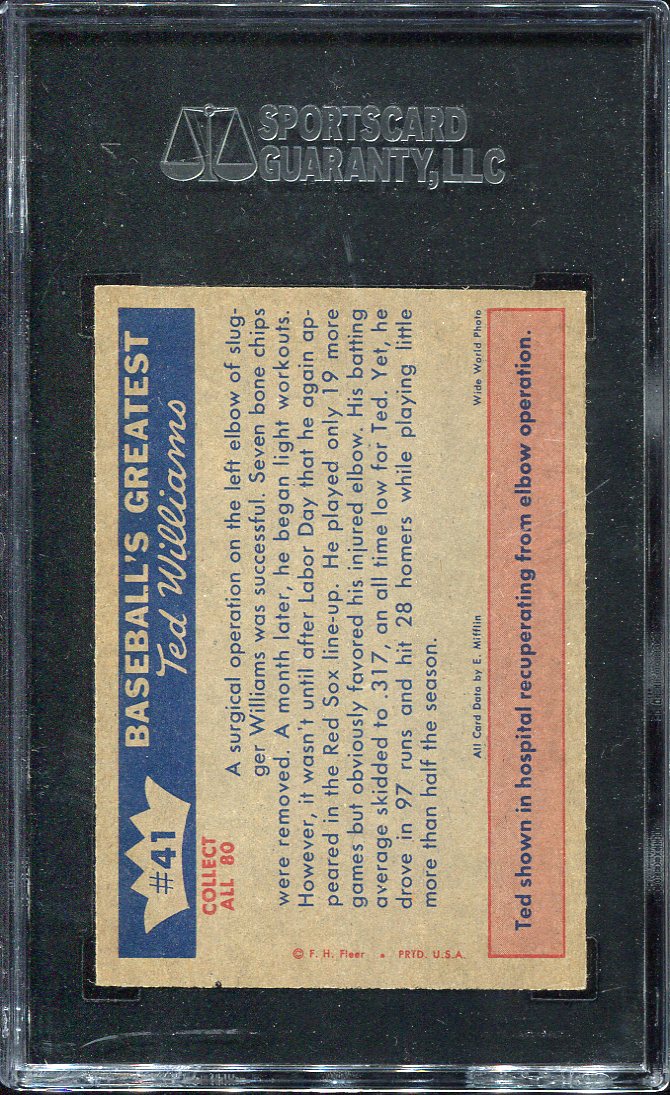 SPORTSCARD
GUARANTY, LLC
#41
BASEBALL'S GREATEST
Ted Williams
COLLECT
ALL 80
A surgical operation on the left elbow of slug-
ger Williams was successful. Seven bone chips
were removed. A month later, he began light workouts.
However, it wasn't until after Labor Day that he again ap-
peared in the Red Sox line-up. He played only 19 more
games but obviously favored his injured elbow. His batting
average skidded to .317, an all time low for Ted. Yet, he
drove in 97 runs and hit 28 homers while playing little
more than half the season.
© F. H. Fleer • PRTD. U.S.A.
All Card Data by E. Mifflin
Wide World Photo
Ted shown in hospital recuperating from elbow operation.